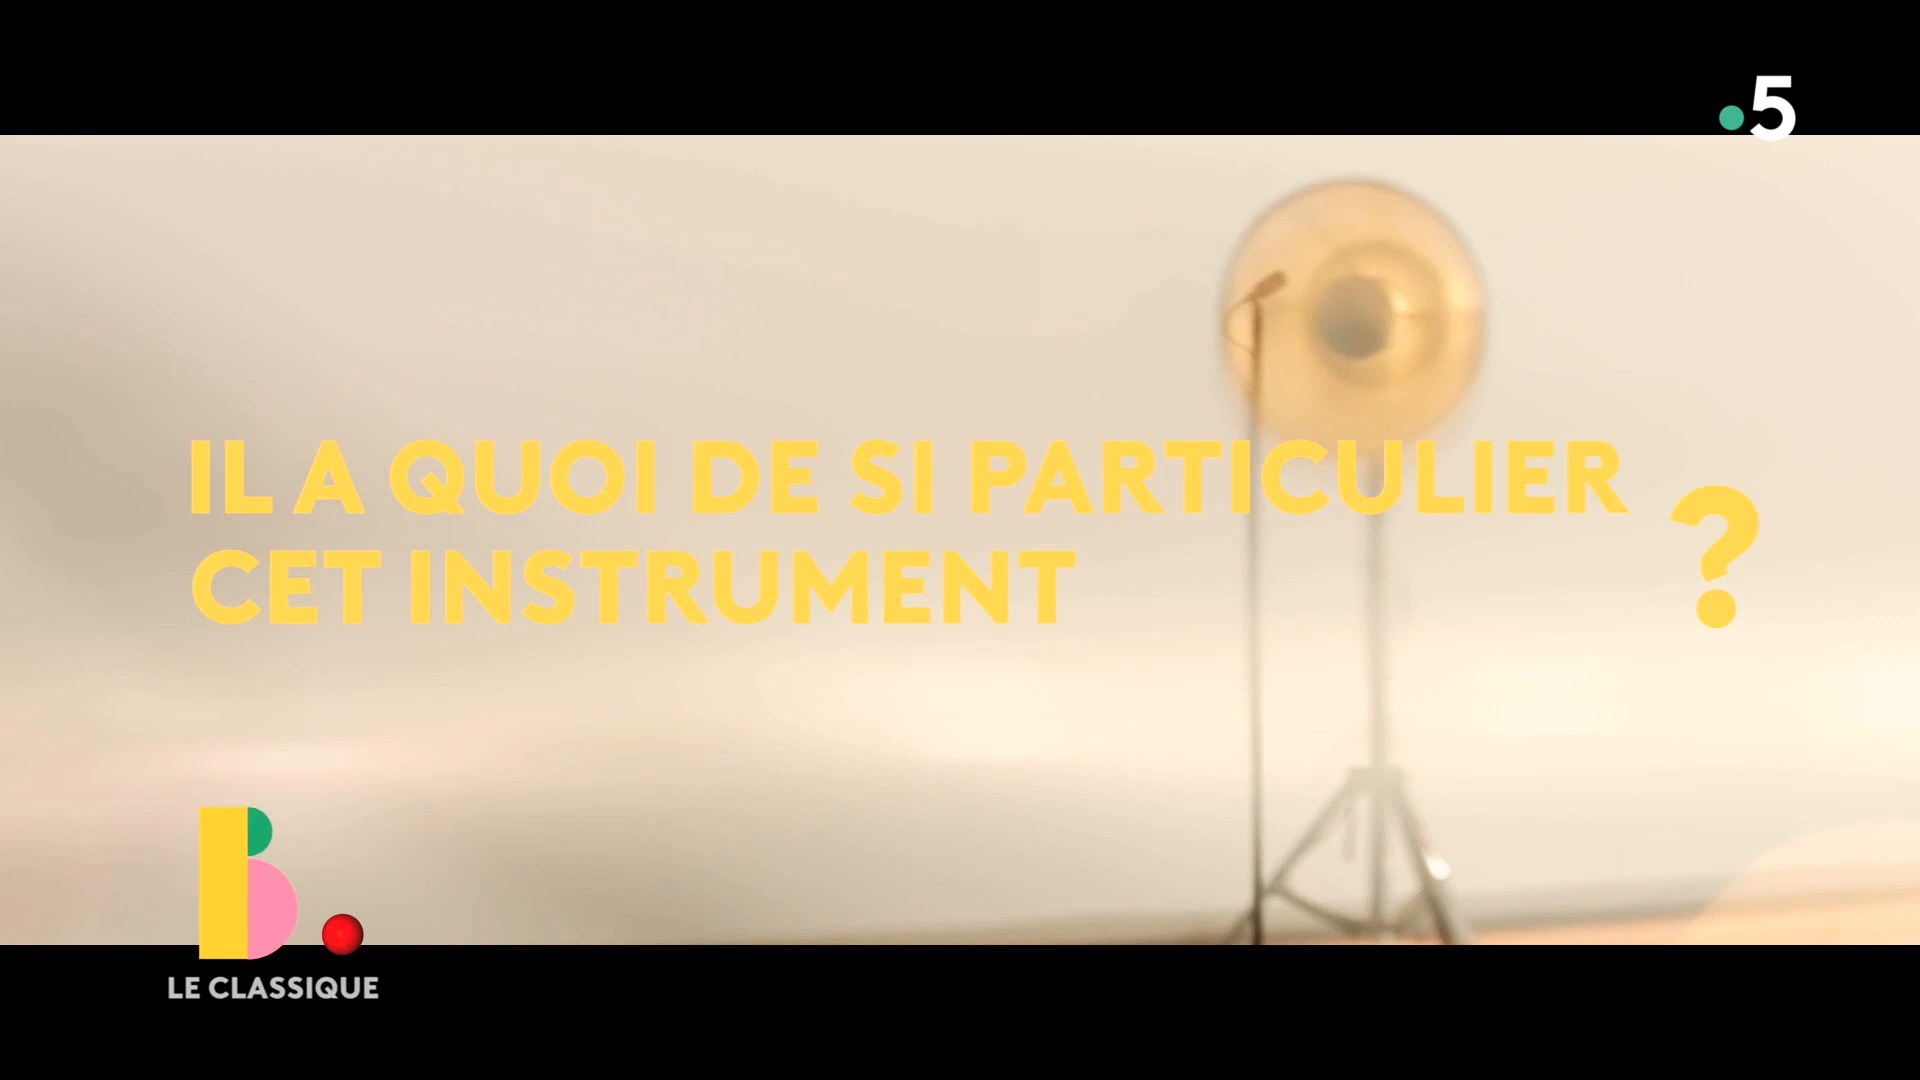 .5
IL A QUOI DE SI PARTICULIER
CET INSTRUMENT ?
B.
LE CLASSIQUE